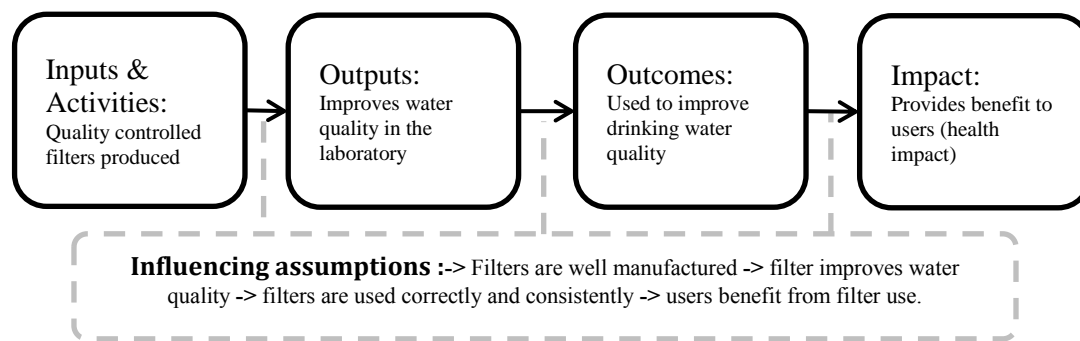 Inputs &
Activities:
Quality controlled
filters produced
Outputs:
Improves water
quality in the
laboratory
Outcomes:
Used to improve
drinking water
quality
Impact:
Provides benefit to
users (health
impact)
Influencing assumptions :-> Filters are well manufactured -> filter improves water
quality -> filters are used correctly and consistently -> users benefit from filter use.